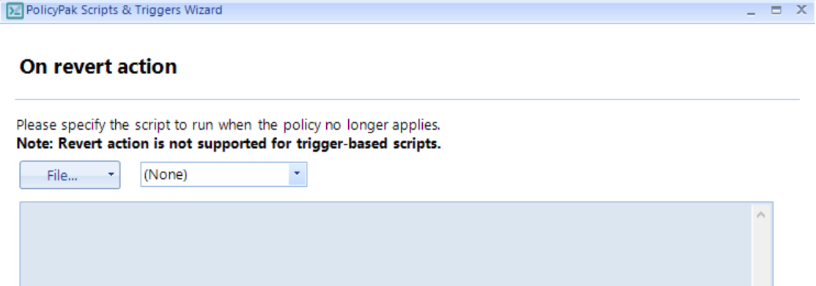 PolicyPak Scripts & Triggers Wizard
On revert action
Please specify the script to run when the policy no longer applies.
Note: Revert action is not supported for trigger-based scripts.
File... (None)